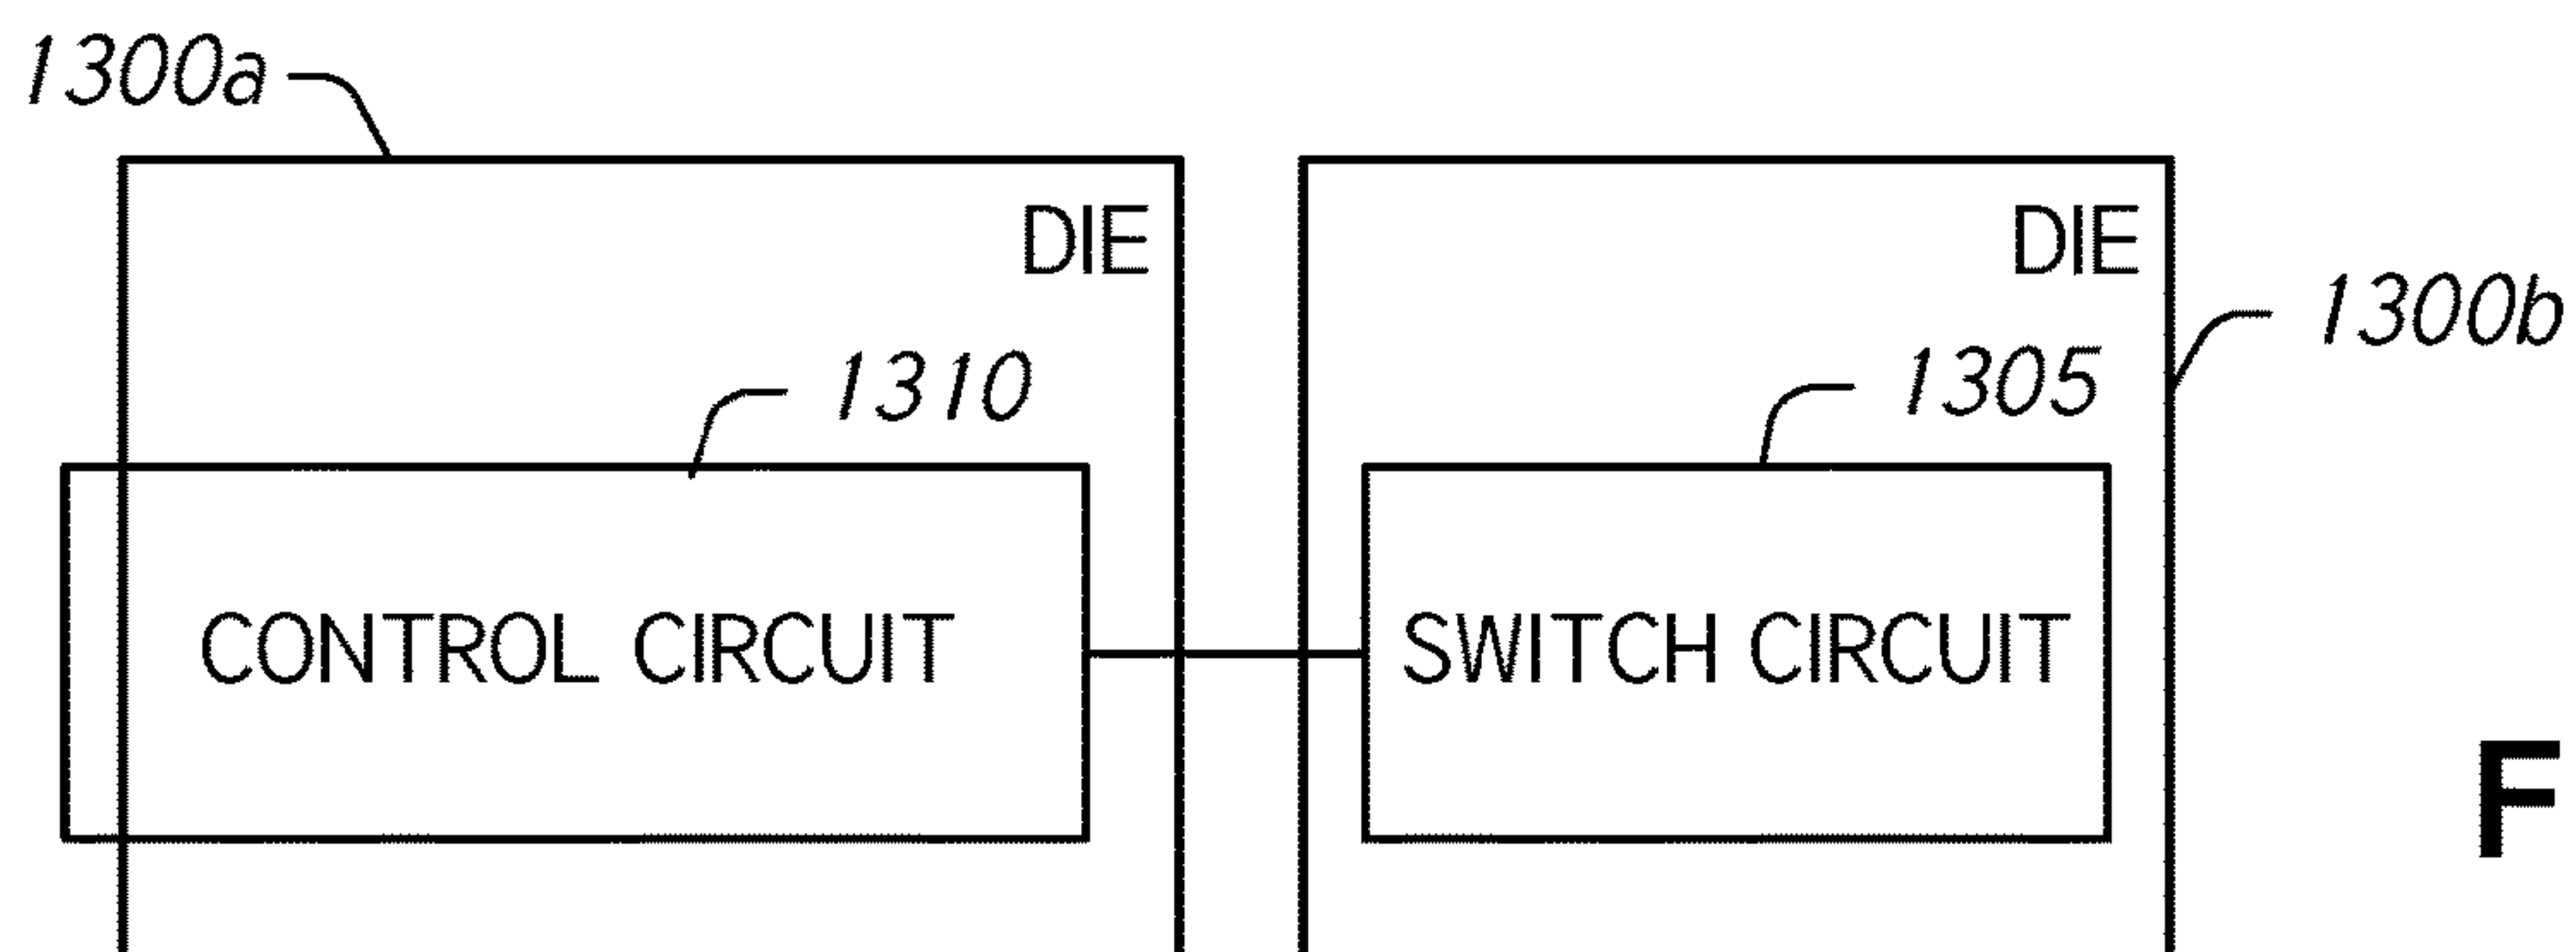 1300a
DIE
DIE
1300b
1310
1305
CONTROL CIRCUIT
SWITCH CIRCUIT
F